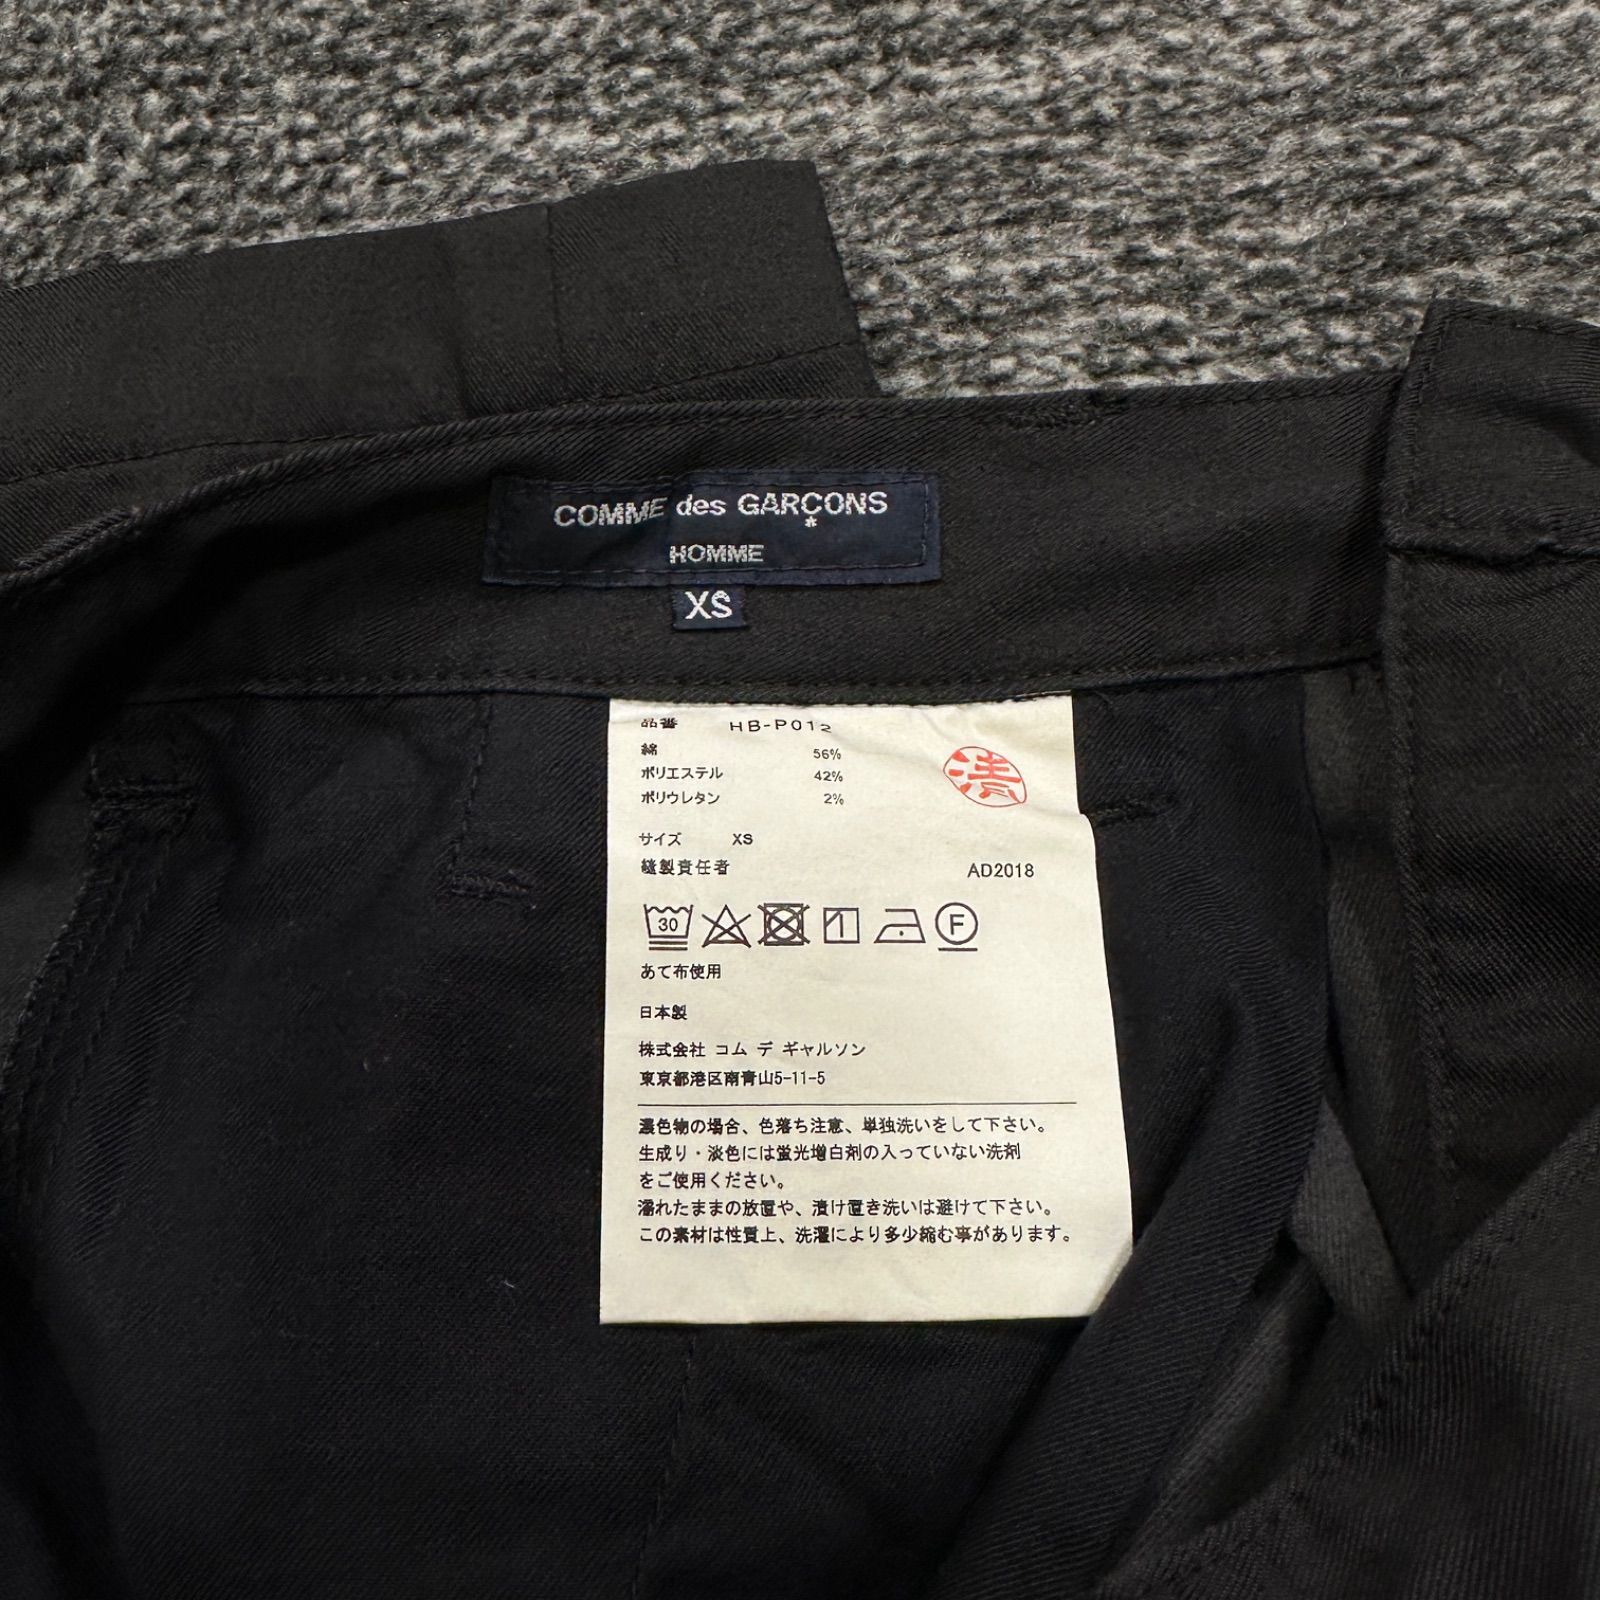 COMME des GARÇONS
*
HOMME
XS
品番 HB-P012
綿 56%
ポリエステル 42%
ポリウレタン 2%
清
サイズ XS
縫製責任者 AD2018
30 F
あて布使用
日本製
株式会社 コム デ ギャルソン
東京都港区南青山5-11-5
濃色物の場合、色落ち注意、単独洗いをして下さい。
生成り・淡色には蛍光増白剤の入っていない洗剤
をご使用ください。
濡れたままの放置や、漬け置き洗いは避けて下さい。
この素材は性質上、洗濯により多少縮む事があります。